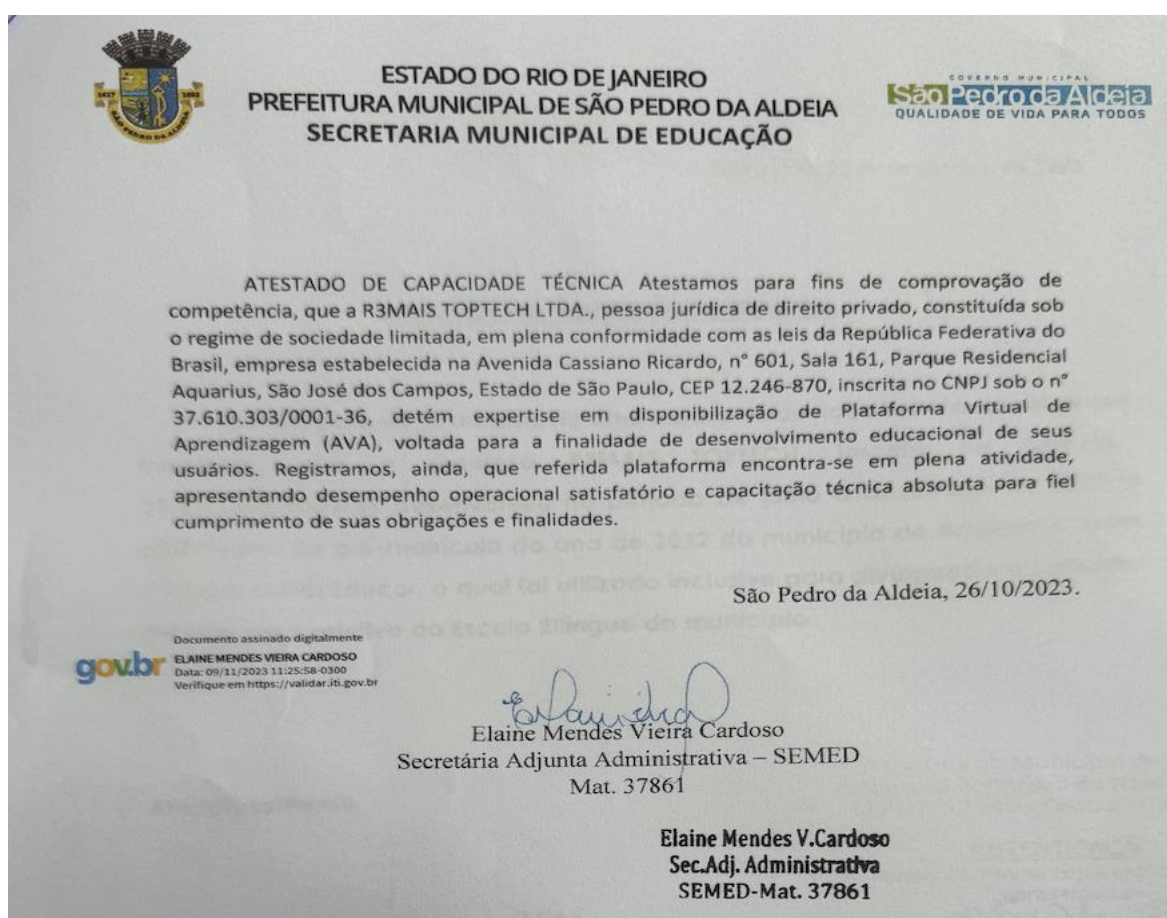 ESTADO DO RIO DE JANEIRO
PREFEITURA MUNICIPAL DE SÃO PEDRO DA ALDEIA
SECRETARIA MUNICIPAL DE EDUCAÇÃO
1617 1892
SÃO PEDRO DA ALDEIA
GOVERNO MUNICIPAL
São Pedro da Aldeia
QUALIDADE DE VIDA PARA TODOS
ATESTADO DE CAPACIDADE TÉCNICA Atestamos para fins de comprovação de
competência, que a R3MAIS TOPTECH LTDA., pessoa jurídica de direito privado, constituída sob
o regime de sociedade limitada, em plena conformidade com as leis da República Federativa do
Brasil, empresa estabelecida na Avenida Cassiano Ricardo, n° 601, Sala 161, Parque Residencial
Aquarius, São José dos Campos, Estado de São Paulo, CEP 12.246-870, inscrita no CNPJ sob o n°
37.610.303/0001-36, detém expertise em disponibilização de Plataforma Virtual de
Aprendizagem (AVA), voltada para a finalidade de desenvolvimento educacional de seus
usuários. Registramos, ainda, que referida plataforma encontra-se em plena atividade,
apresentando desempenho operacional satisfatório e capacitação técnica absoluta para fiel
cumprimento de suas obrigações e finalidades.
São Pedro da Aldeia, 26/10/2023.
gov.br
Documento assinado digitalmente
ELAINE MENDES VIEIRA CARDOSO
Data: 09/11/2023 11:25:58-0300
Verifique em https://validar.iti.gov.br
Elaine Mendes Vieira Cardoso
Secretária Adjunta Administrativa – SEMED
Mat. 37861
Elaine Mendes V.Cardoso
Sec.Adj. Administrativa
SEMED-Mat. 37861